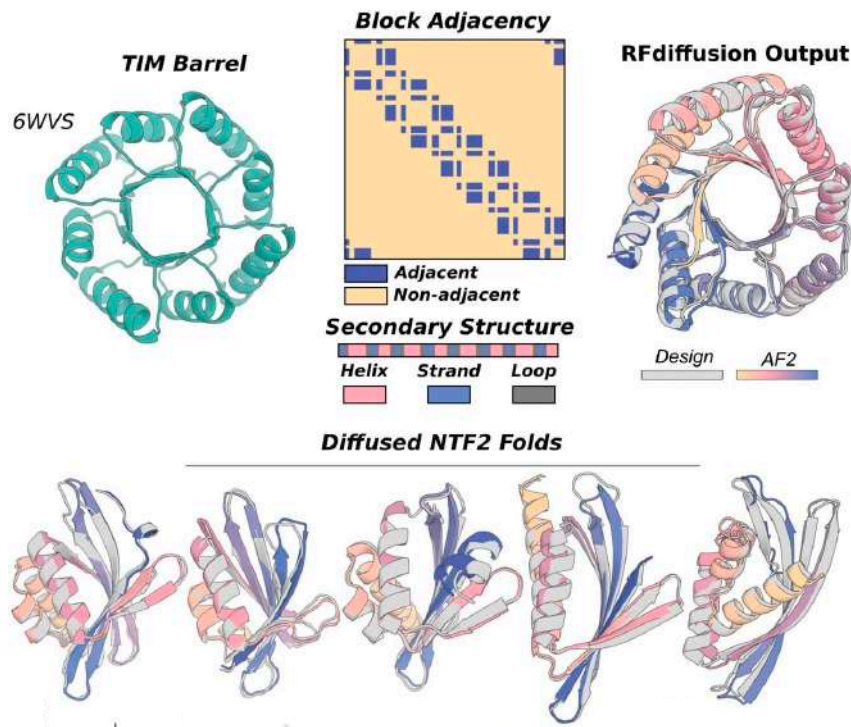 Block Adjacency
TIM Barrel
RFdiffusion Output
6WVS
Adjacent
Non-adjacent
Secondary Structure
Helix
Strand
Loop
Design
AF2
Diffused NTF2 Folds